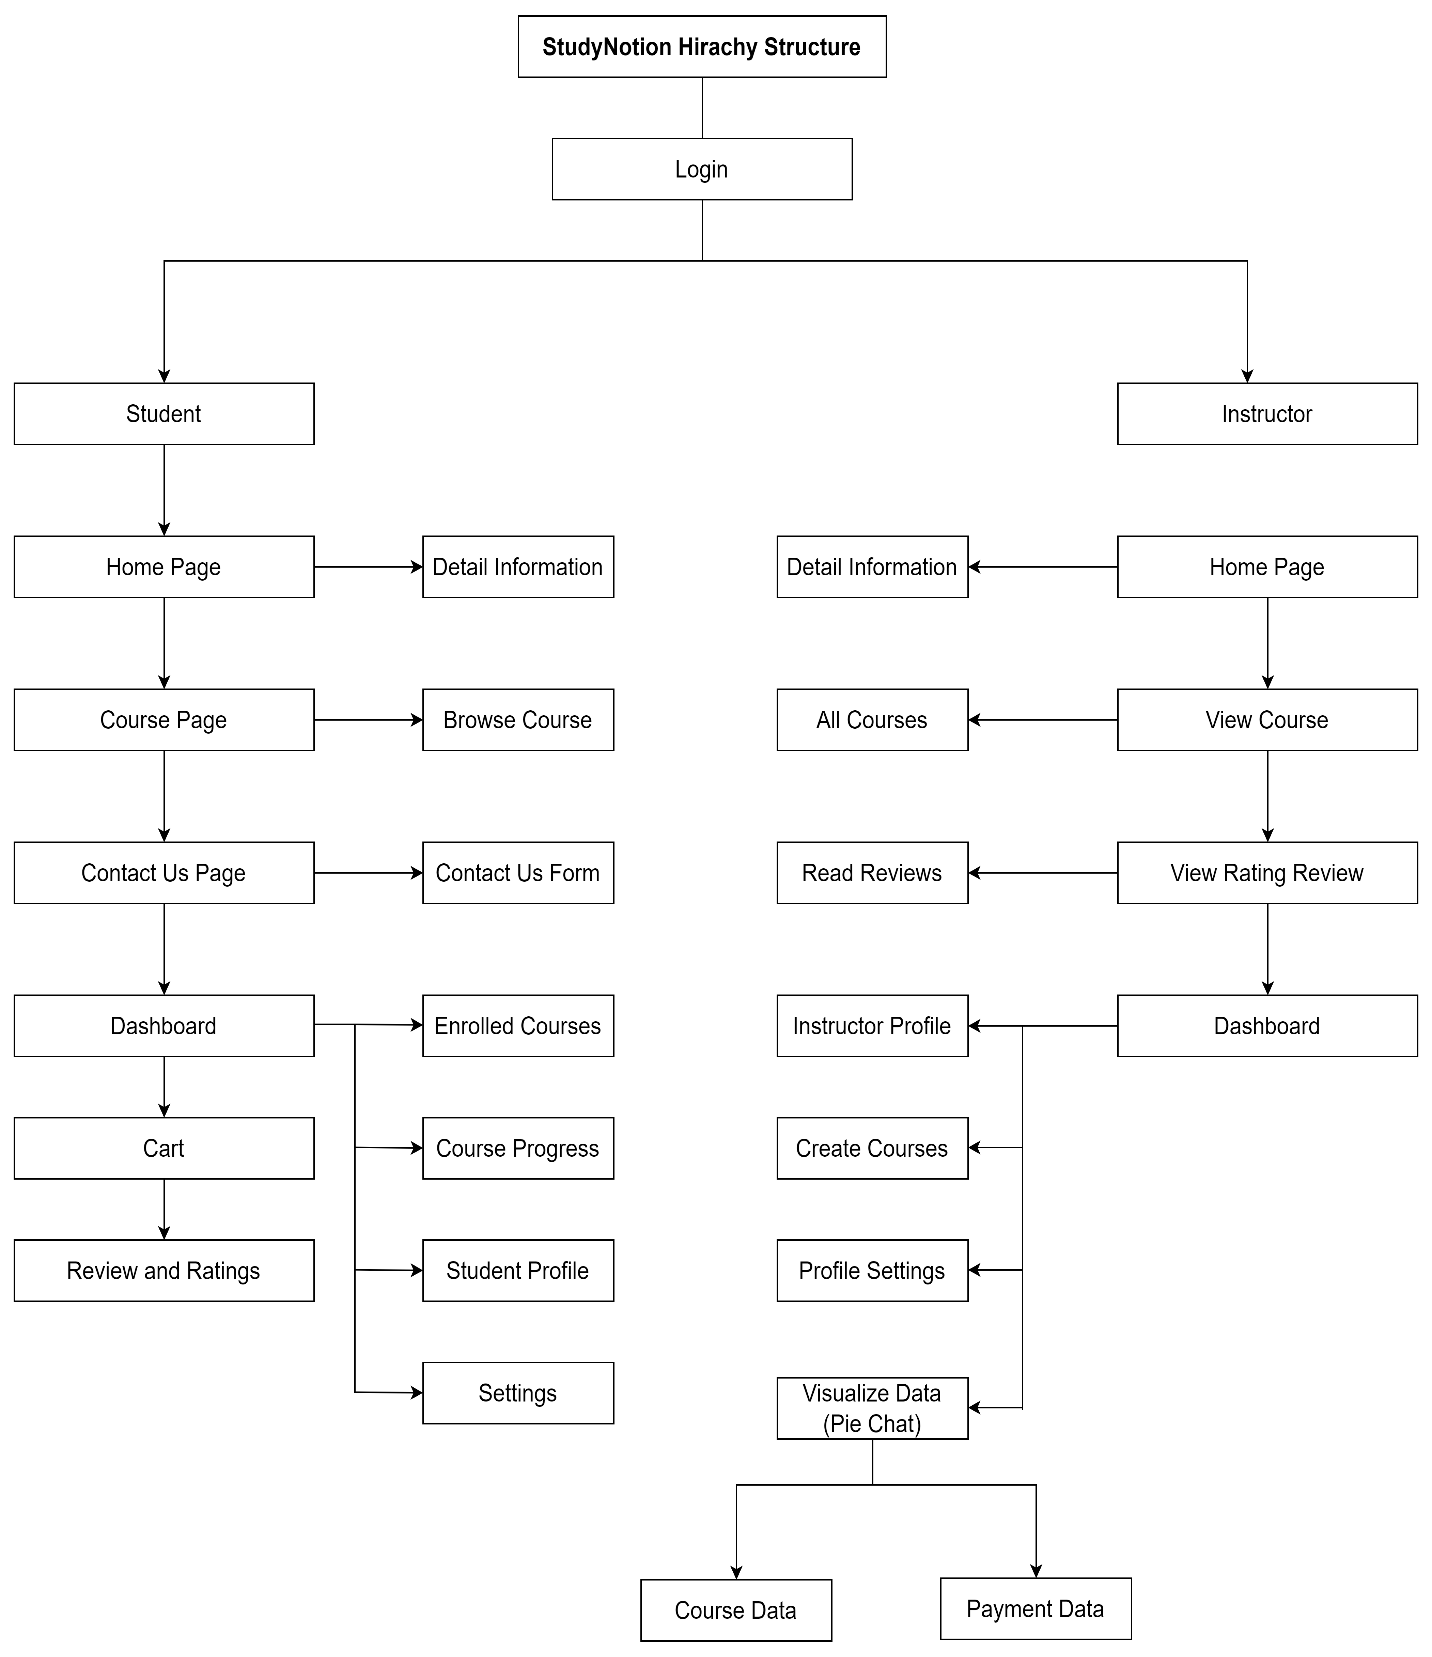 StudyNotion Hirachy Structure
Login
Student
Instructor
Home Page
Detail Information
Detail Information
Home Page
Course Page
Browse Course
All Courses
View Course
Contact Us Page
Contact Us Form
Read Reviews
View Rating Review
Dashboard
Enrolled Courses
Instructor Profile
Dashboard
Cart
Course Progress
Create Courses
Review and Ratings
Student Profile
Profile Settings
Settings
Visualize Data
(Pie Chat)
Course Data
Payment Data